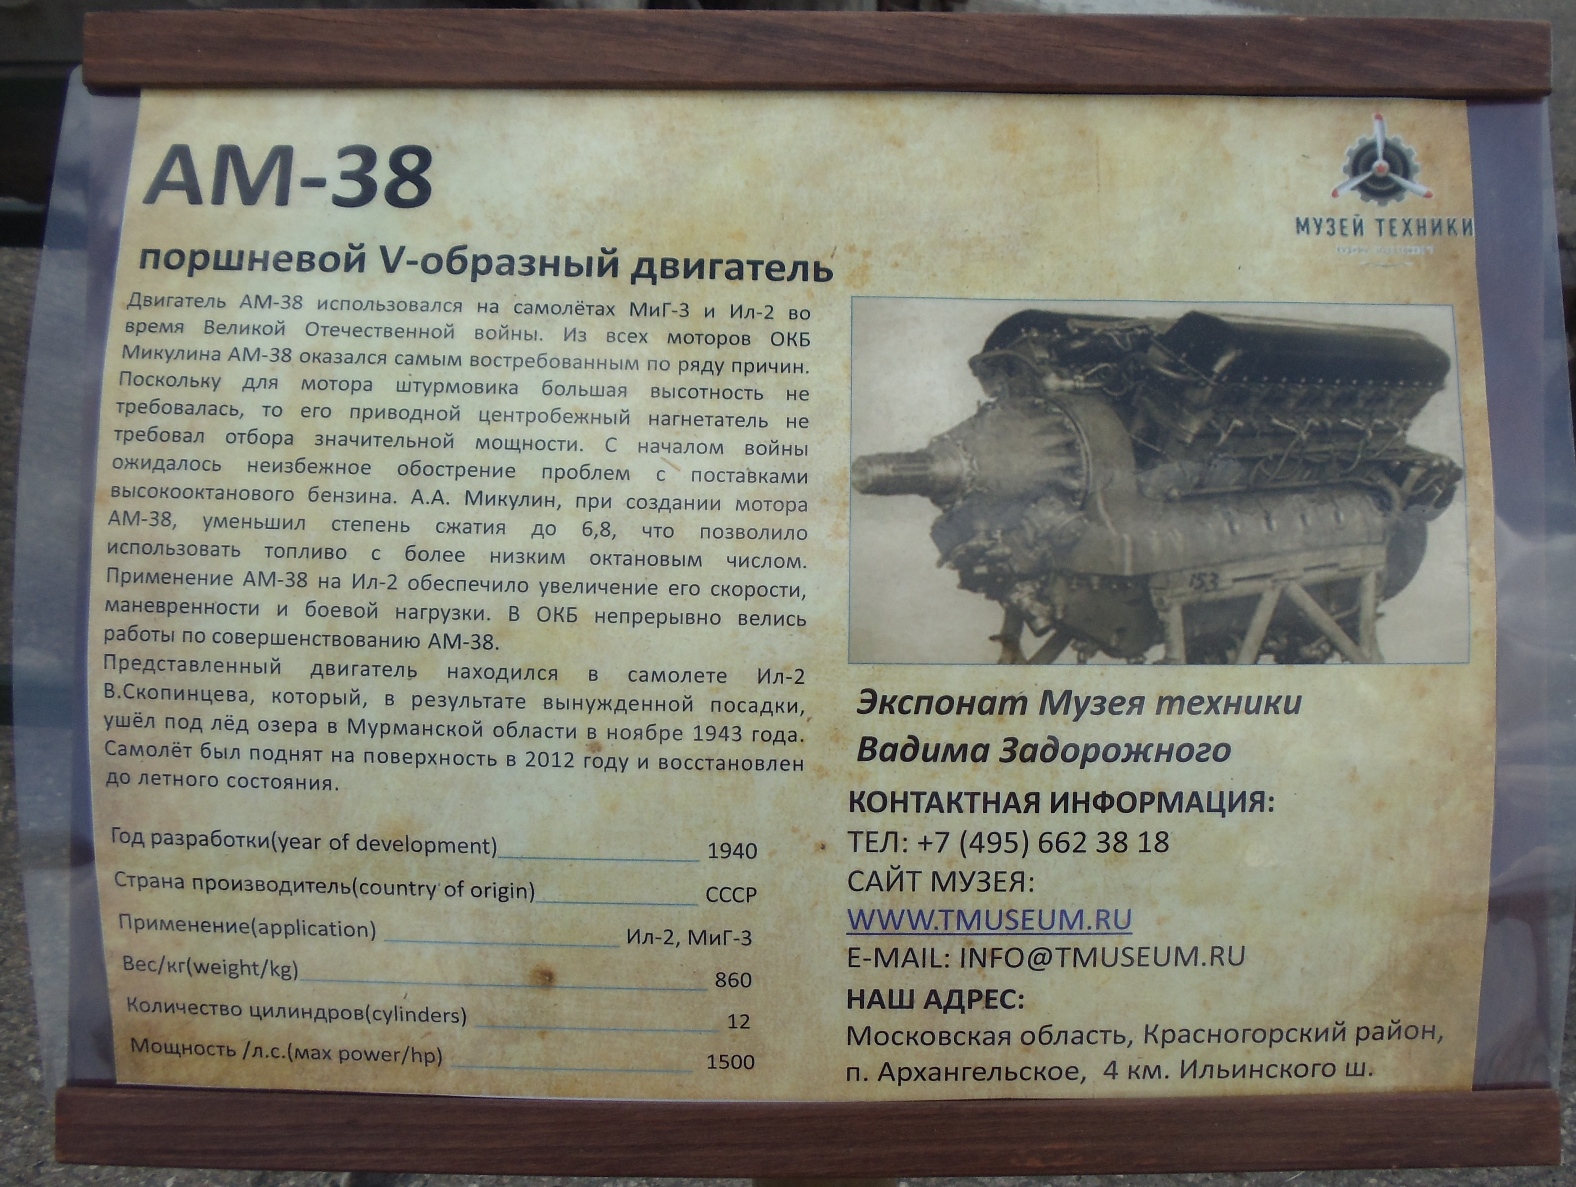 АМ-38
МУЗЕЙ ТЕХНИКИ
поршневой V-образный двигатель
Двигатель АМ-38 использовался на самолётах МиГ-3 и Ил-2 во
время Великой Отечественной войны. Из всех моторов ОКБ
Микулина АМ-38 оказался самым востребованным по ряду причин.
Поскольку для мотора штурмовика большая высотность не
требовалась, то его приводной центробежный нагнетатель не
требовал отбора значительной мощности. С началом войны
ожидалось неизбежное обострение проблем с поставками
высокооктанового бензина. А.А. Микулин, при создании мотора
АМ-38, уменьшил степень сжатия до 6,8, что позволило
использовать топливо с более низким октановым числом.
Применение АМ-38 на Ил-2 обеспечило увеличение его скорости,
маневренности и боевой нагрузки. В ОКБ непрерывно велись
работы по совершенствованию АМ-38.
Представленный двигатель находился в самолете Ил-2
В.Скопинцева, который, в результате вынужденной посадки,
ушёл под лёд озера в Мурманской области в ноябре 1943 года.
Самолёт был поднят на поверхность в 2012 году и восстановлен
до летного состояния.
Год разработки(year of development) 1940
Страна производитель(country of origin) СССР
Применение(application) Ил-2, МиГ-3
Вес/кг(weight/kg) 860
Количество цилиндров(cylinders) 12
Мощность /л.с.(max power/hp) 1500
153
Экспонат Музея техники
Вадима Задорожного
КОНТАКТНАЯ ИНФОРМАЦИЯ:
ТЕЛ: +7 (495) 662 38 18
САЙТ МУЗЕЯ:
WWW.TMUSEUM.RU
E-MAIL: INFO@TMUSEUM.RU
НАШ АДРЕС:
Московская область, Красногорский район,
п. Архангельское, 4 км. Ильинского ш.